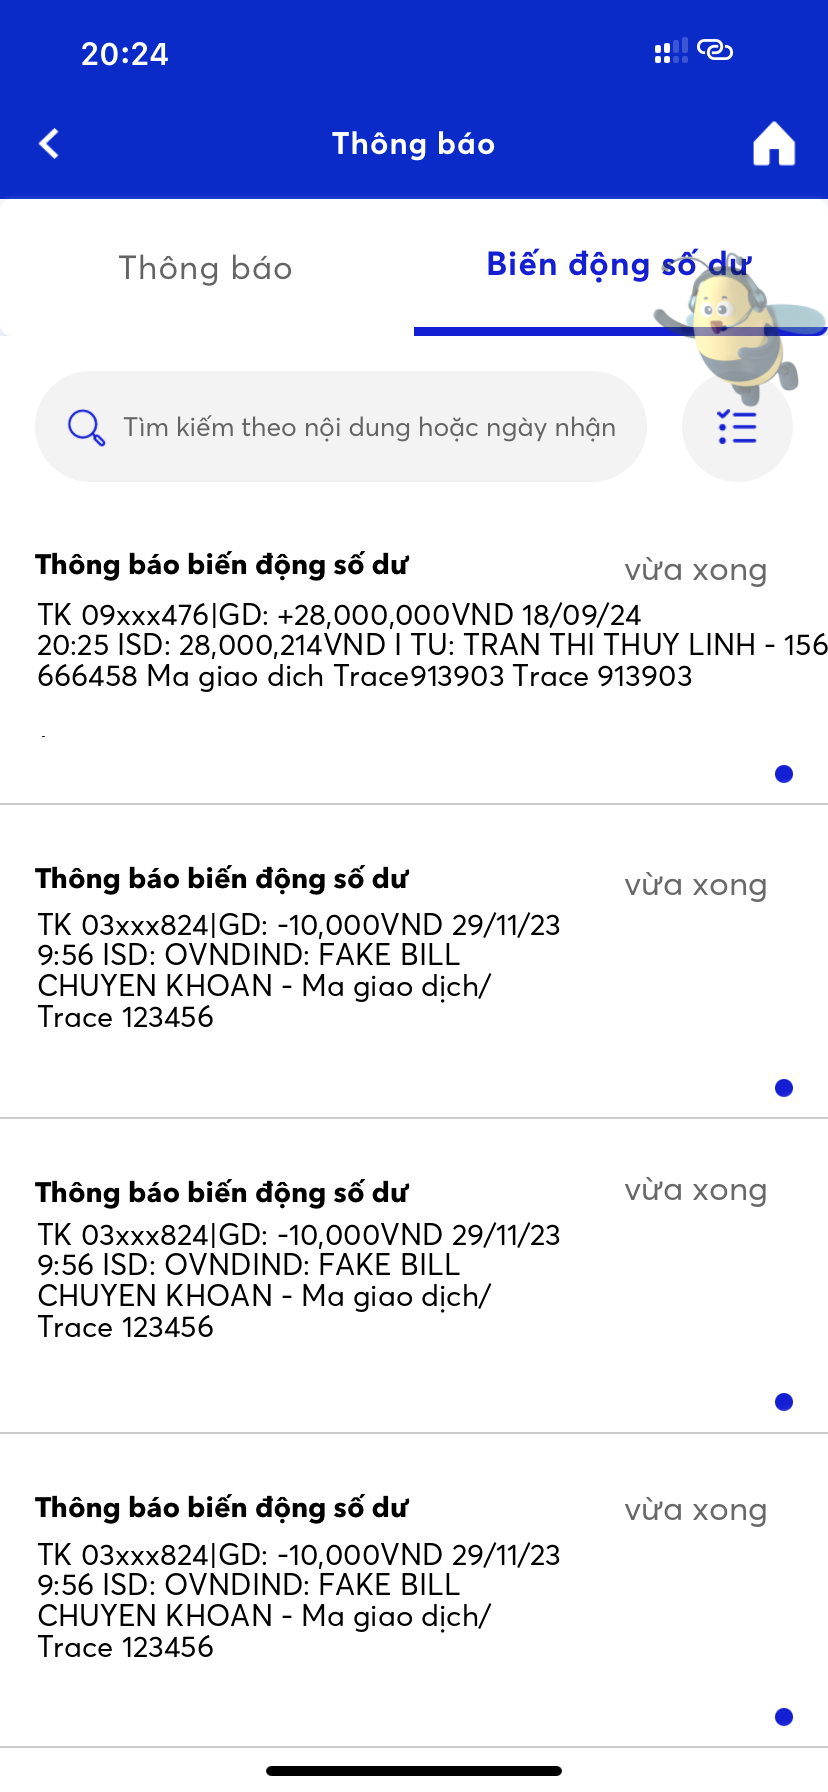 20:24
Thông báo
Thông báo
Biến động số dư
Tìm kiếm theo nội dung hoặc ngày nhận
Thông báo biến động số dư
vừa xong
TK 09xxx476|GD: +28,000,000VND 18/09/24
20:25 ISD: 28,000,214VND I TU: TRAN THI THUY LINH - 156
666458 Ma giao dich Trace913903 Trace 913903
Thông báo biến động số dư
vừa xong
TK 03xxx824|GD: -10,000VND 29/11/23
9:56 ISD: OVNDIND: FAKE BILL
CHUYEN KHOAN - Ma giao dịch/
Trace 123456
Thông báo biến động số dư
vừa xong
TK 03xxx824|GD: -10,000VND 29/11/23
9:56 ISD: OVNDIND: FAKE BILL
CHUYEN KHOAN - Ma giao dịch/
Trace 123456
Thông báo biến động số dư
vừa xong
TK 03xxx824|GD: -10,000VND 29/11/23
9:56 ISD: OVNDIND: FAKE BILL
CHUYEN KHOAN - Ma giao dịch/
Trace 123456